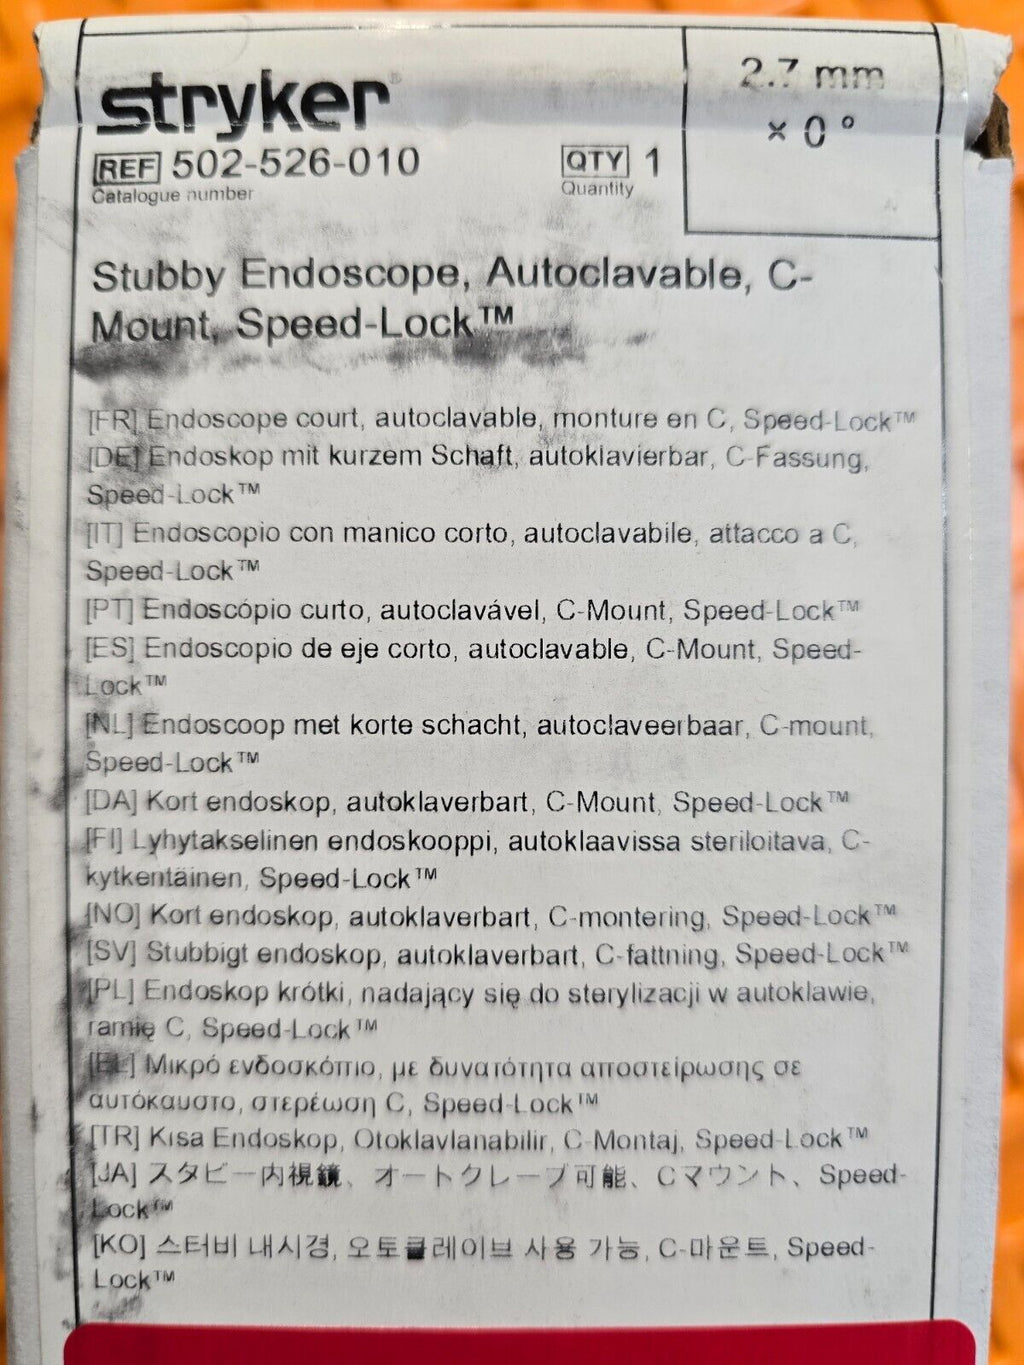 stryker®
REF 502-526-010
Catalogue number
QTY 1
Quantity
2.7 mm
× 0°
Stubby Endoscope, Autoclavable, C-
Mount, Speed-Lock™
[FR] Endoscope court, autoclavable, monture en C, Speed-Lock™
[DE] Endoskop mit kurzem Schaft, autoklavierbar, C-Fassung,
Speed-Lock™
[IT] Endoscopio con manico corto, autoclavabile, attacco a C,
Speed-Lock™
[PT] Endoscópio curto, autoclavável, C-Mount, Speed-Lock™
[ES] Endoscopio de eje corto, autoclavable, C-Mount, Speed-
Lock™
[NL] Endoscoop met korte schacht, autoclaveerbaar, C-mount,
Speed-Lock™
[DA] Kort endoskop, autoklaverbart, C-Mount, Speed-Lock™
[FI] Lyhytakselinen endoskooppi, autoklaavissa steriloitava, C-
kytkentäinen, Speed-Lock™
[NO] Kort endoskop, autoklaverbart, C-montering, Speed-Lock™
[SV] Stubbigt endoskop, autoklaverbart, C-fattning, Speed-Lock™
[PL] Endoskop krótki, nadający się do sterylizacji w autoklawie,
ramię C, Speed-Lock™
[EL] Μικρό ενδοσκόπιο, με δυνατότητα αποστείρωσης σε
αυτόκαυστο, στερέωση C, Speed-Lock™
[TR] Kısa Endoskop, Otoklavlanabilir, C-Montaj, Speed-Lock™
[JA] スタビー内視鏡、オートクレーブ可能、Cマウント、Speed-
Lock™
[KO] 스터비 내시경, 오토클레이브 사용 가능, C-마운트, Speed-
Lock™